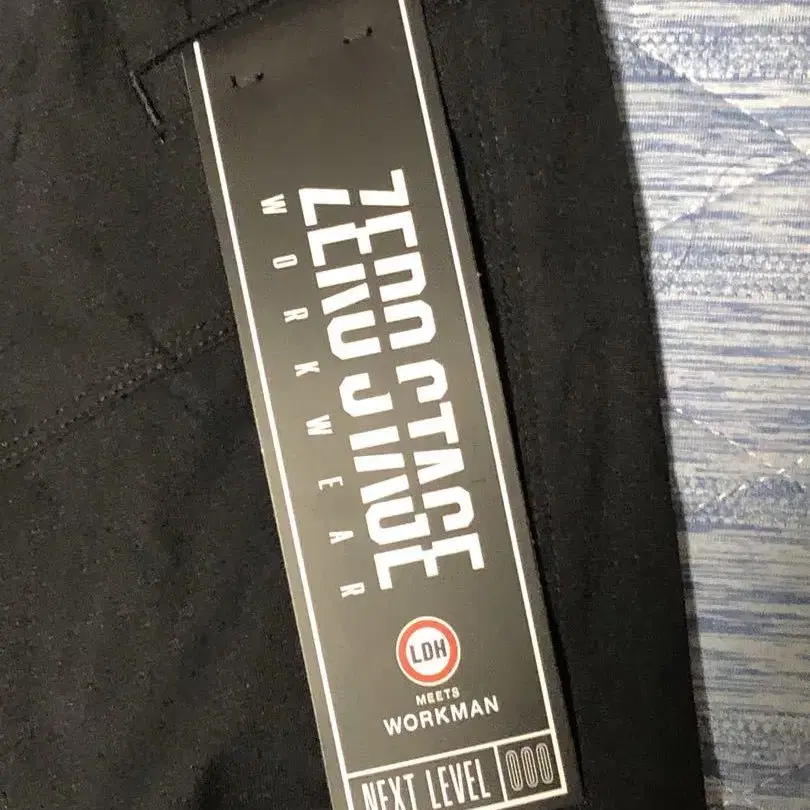 ZERO STAGE
WORKWEAR
LDH
MEETS
WORKMAN
NEXT LEVEL 000